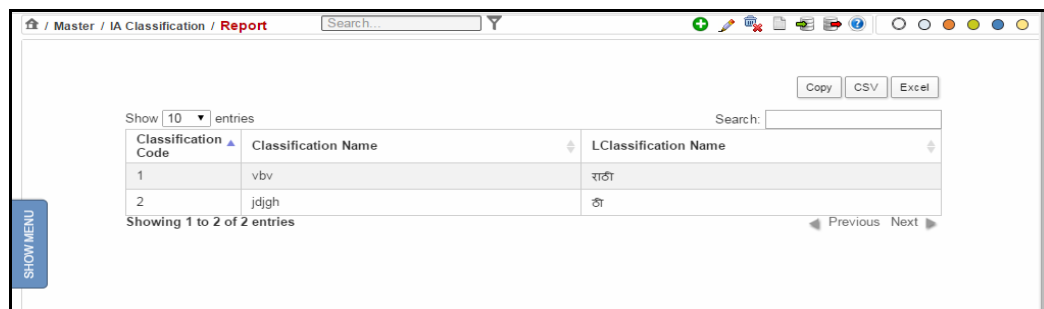 / Master / IA Classification / Report Search...
Copy CSV Excel
Show 10 entries Search:
Classification Code Classification Name LClassification Name
1 vbv राठी
2 jdjgh ठी
Showing 1 to 2 of 2 entries Previous Next
SHOW MENU